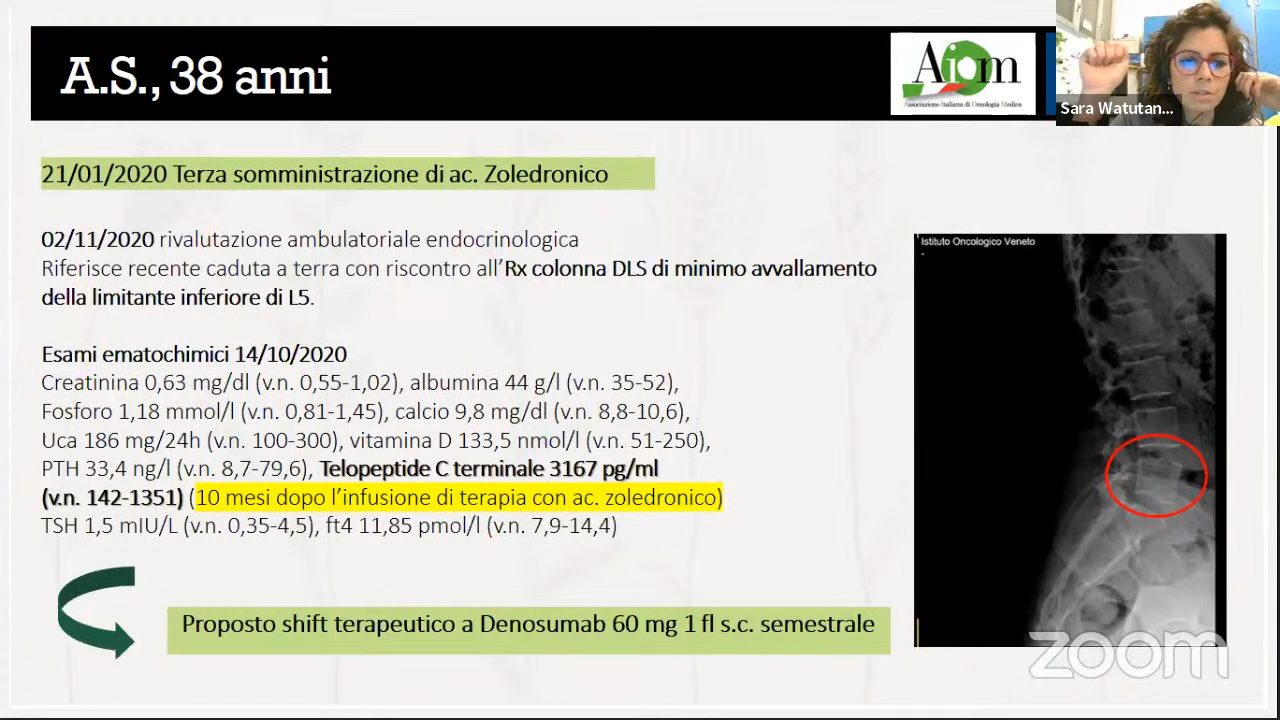 A.S., 38 anni
Aiom
Associazione Italiana di Oncologia Medica
Sara Watutan...
21/01/2020 Terza somministrazione di ac. Zoledronico
02/11/2020 rivalutazione ambulatoriale endocrinologica
Riferisce recente caduta a terra con riscontro all'Rx colonna DLS di minimo avvallamento
della limitante inferiore di L5.
Istituto Oncologico Veneto
Esami ematochimici 14/10/2020
Creatinina 0,63 mg/dl (v.n. 0,55-1,02), albumina 44 g/l (v.n. 35-52),
Fosforo 1,18 mmol/l (v.n. 0,81-1,45), calcio 9,8 mg/dl (v.n. 8,8-10,6),
Uca 186 mg/24h (v.n. 100-300), vitamina D 133,5 nmol/l (v.n. 51-250),
PTH 33,4 ng/l (v.n. 8,7-79,6), Telopeptide C terminale 3167 pg/ml
(v.n. 142-1351) (10 mesi dopo l'infusione di terapia con ac. zoledronico)
TSH 1,5 mIU/L (v.n. 0,35-4,5), ft4 11,85 pmol/l (v.n. 7,9-14,4)
Proposto shift terapeutico a Denosumab 60 mg 1 fl s.c. semestrale
zoom